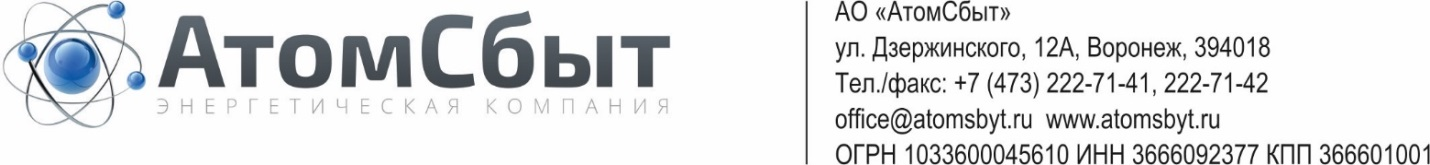 АтомСбыт
ЭНЕРГЕТИЧЕСКАЯ КОМПАНИЯ
АО «АтомСбыт»
ул. Дзержинского, 12А, Воронеж, 394018
Тел./факс: +7 (473) 222-71-41, 222-71-42
office@atomsbyt.ru www.atomsbyt.ru
ОГРН 1033600045610 ИНН 3666092377 КПП 366601001